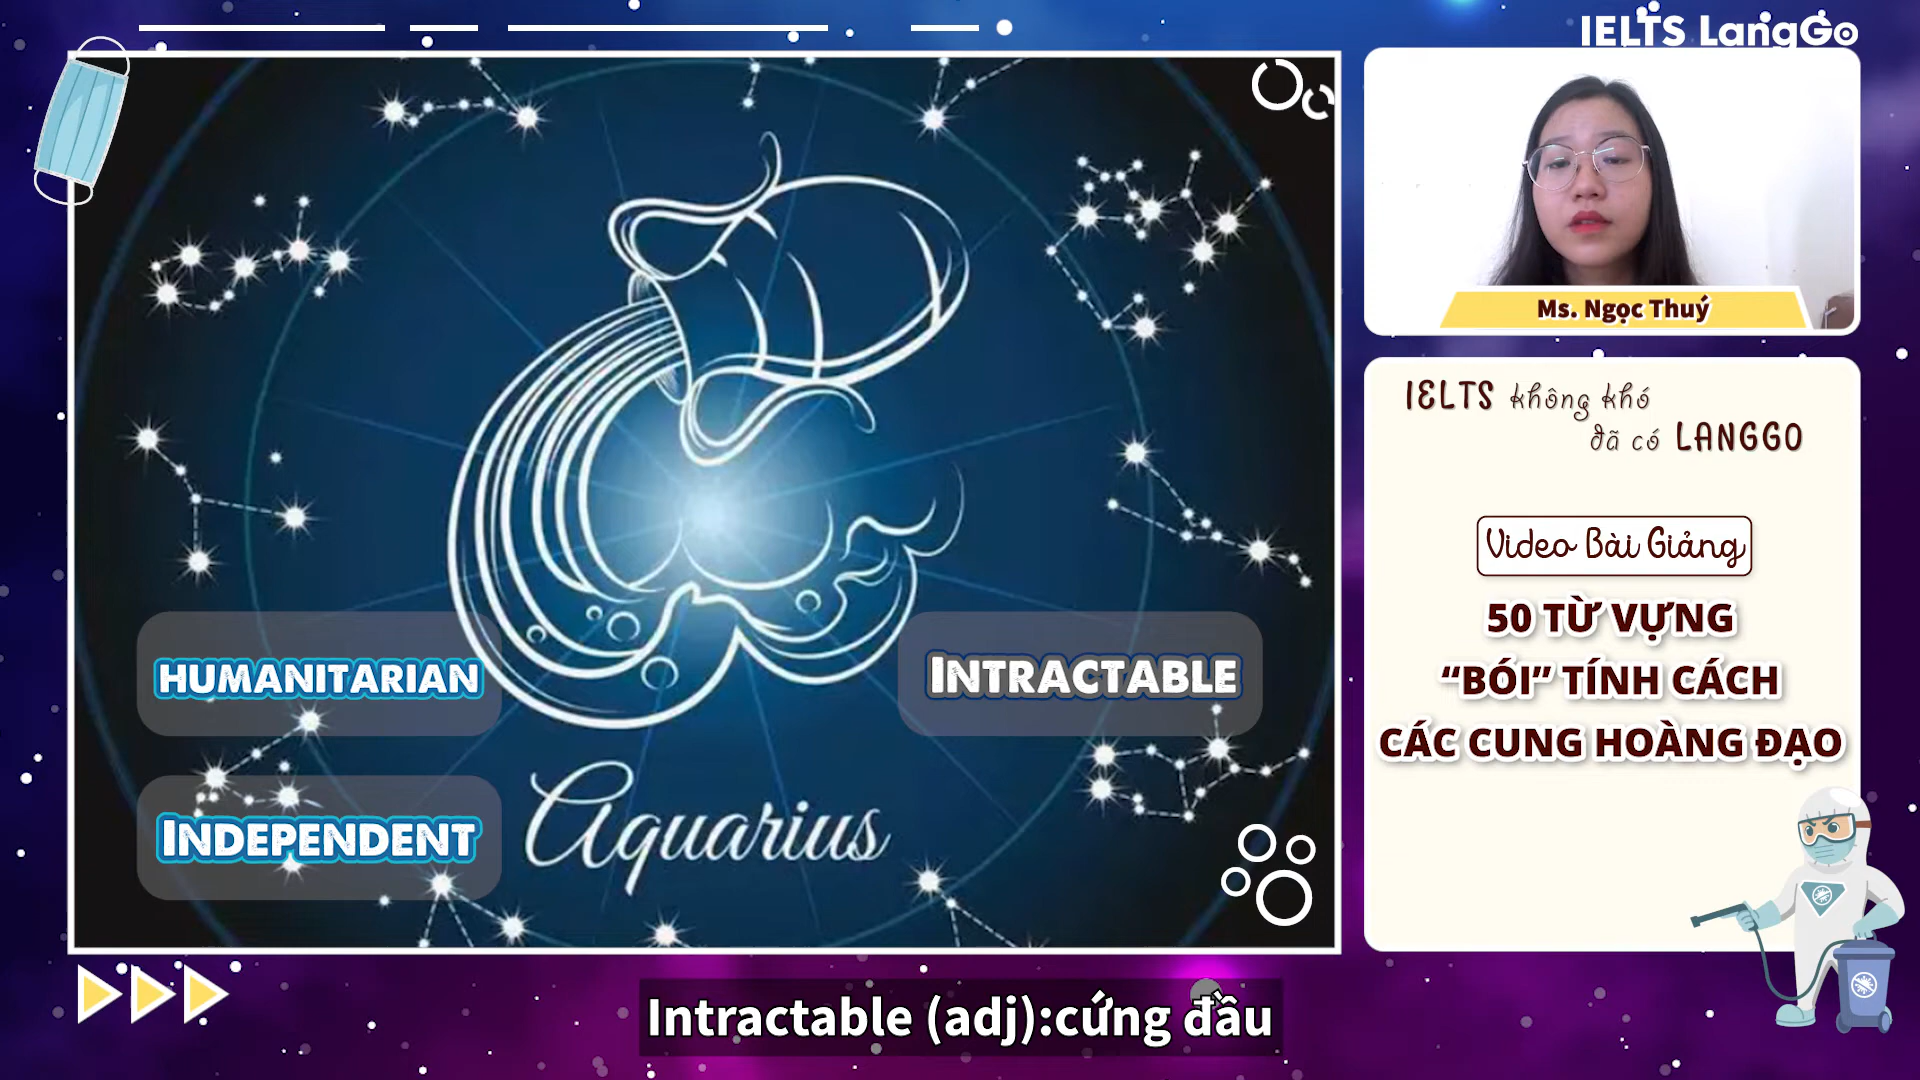 IELTS LangGo
Ms. Ngọc Thuý
IELTS không khó
đã có LANGGO
Video Bài Giảng
50 TỪ VỰNG
“BÓI” TÍNH CÁCH
CÁC CUNG HOÀNG ĐẠO
HUMANITARIAN
INTRACTABLE
INDEPENDENT
Aquarius
Intractable (adj):cứng đầu